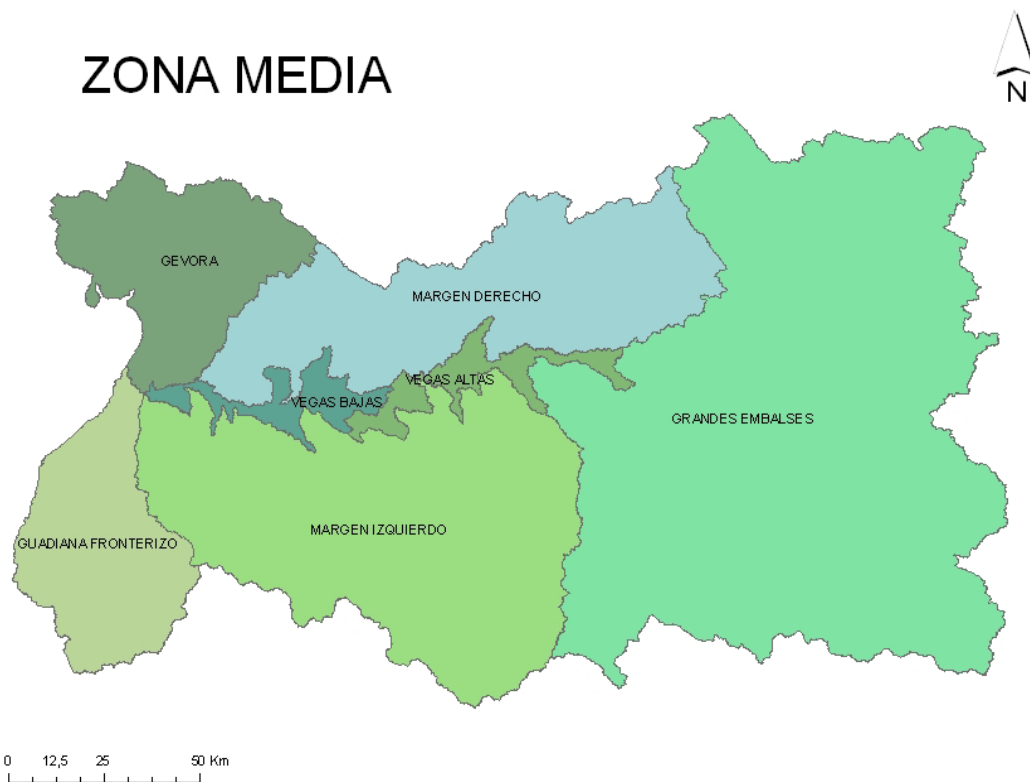 ZONA MEDIA
N
GEVORA
MARGEN DERECHO
VEGAS ALTAS
VEGAS BAJAS
GRANDES EMBALSES
MARGEN IZQUIERDO
GUADIANA FRONTERIZO
0 12,5 25 50 Km